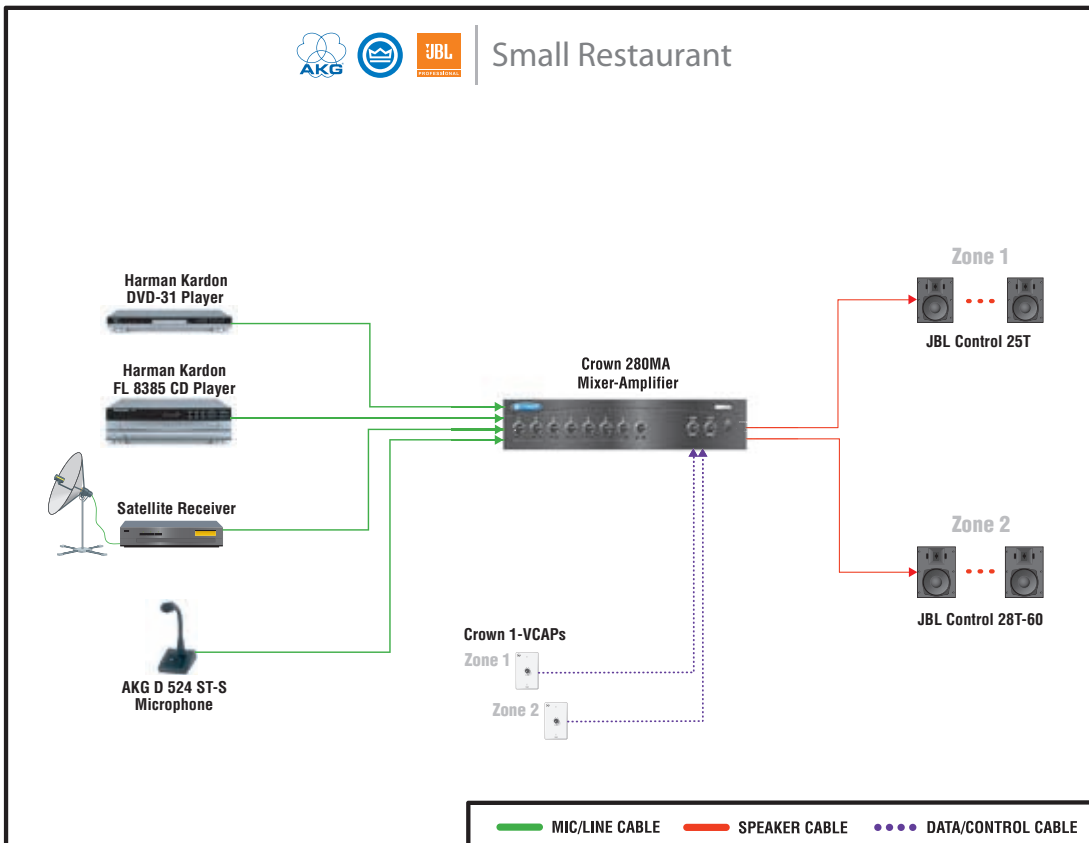 AKG
JBL
PROFESSIONAL
Small Restaurant
Harman Kardon
DVD-31 Player
Harman Kardon
FL 8385 CD Player
Satellite Receiver
AKG D 524 ST-S
Microphone
Crown 280MA
Mixer-Amplifier
Crown 1-VCAPs
Zone 1
Zone 2
Zone 1
JBL Control 25T
Zone 2
JBL Control 28T-60
MIC/LINE CABLE
SPEAKER CABLE
DATA/CONTROL CABLE